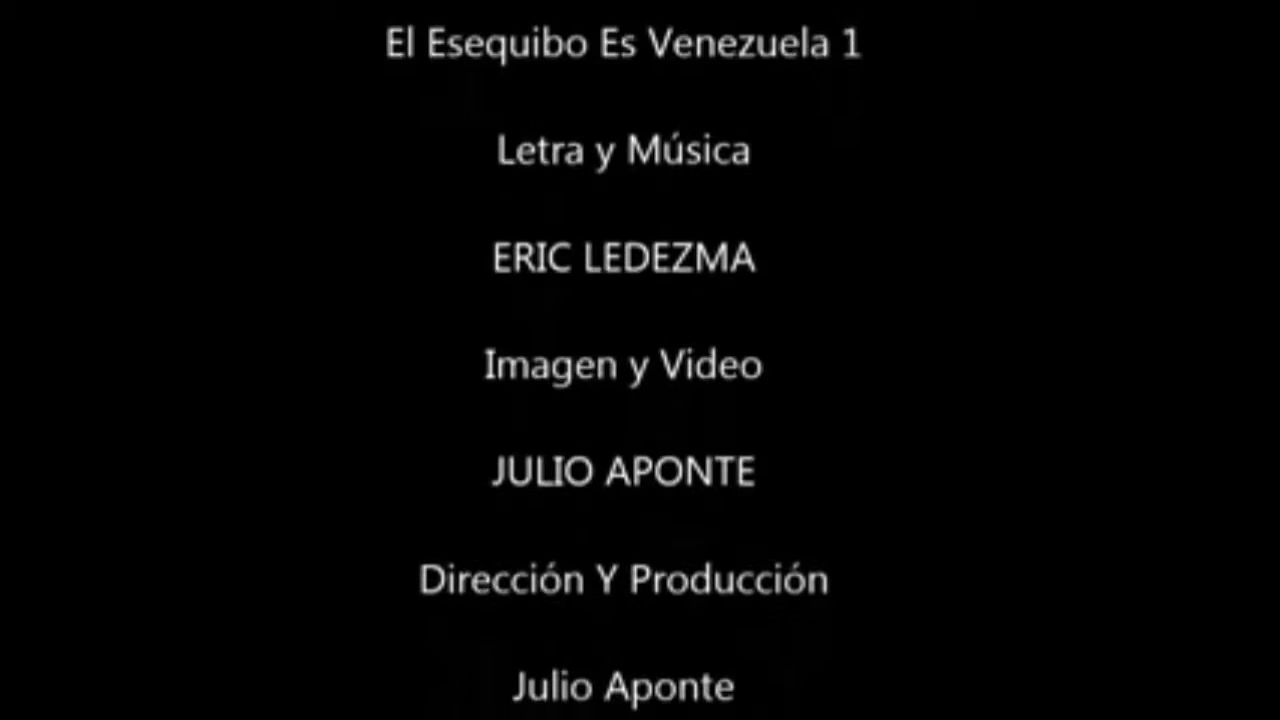 El Esequibo Es Venezuela 1
Letra y Música
ERIC LEDEZMA
Imagen y Video
JULIO APONTE
Dirección Y Producción
Julio Aponte